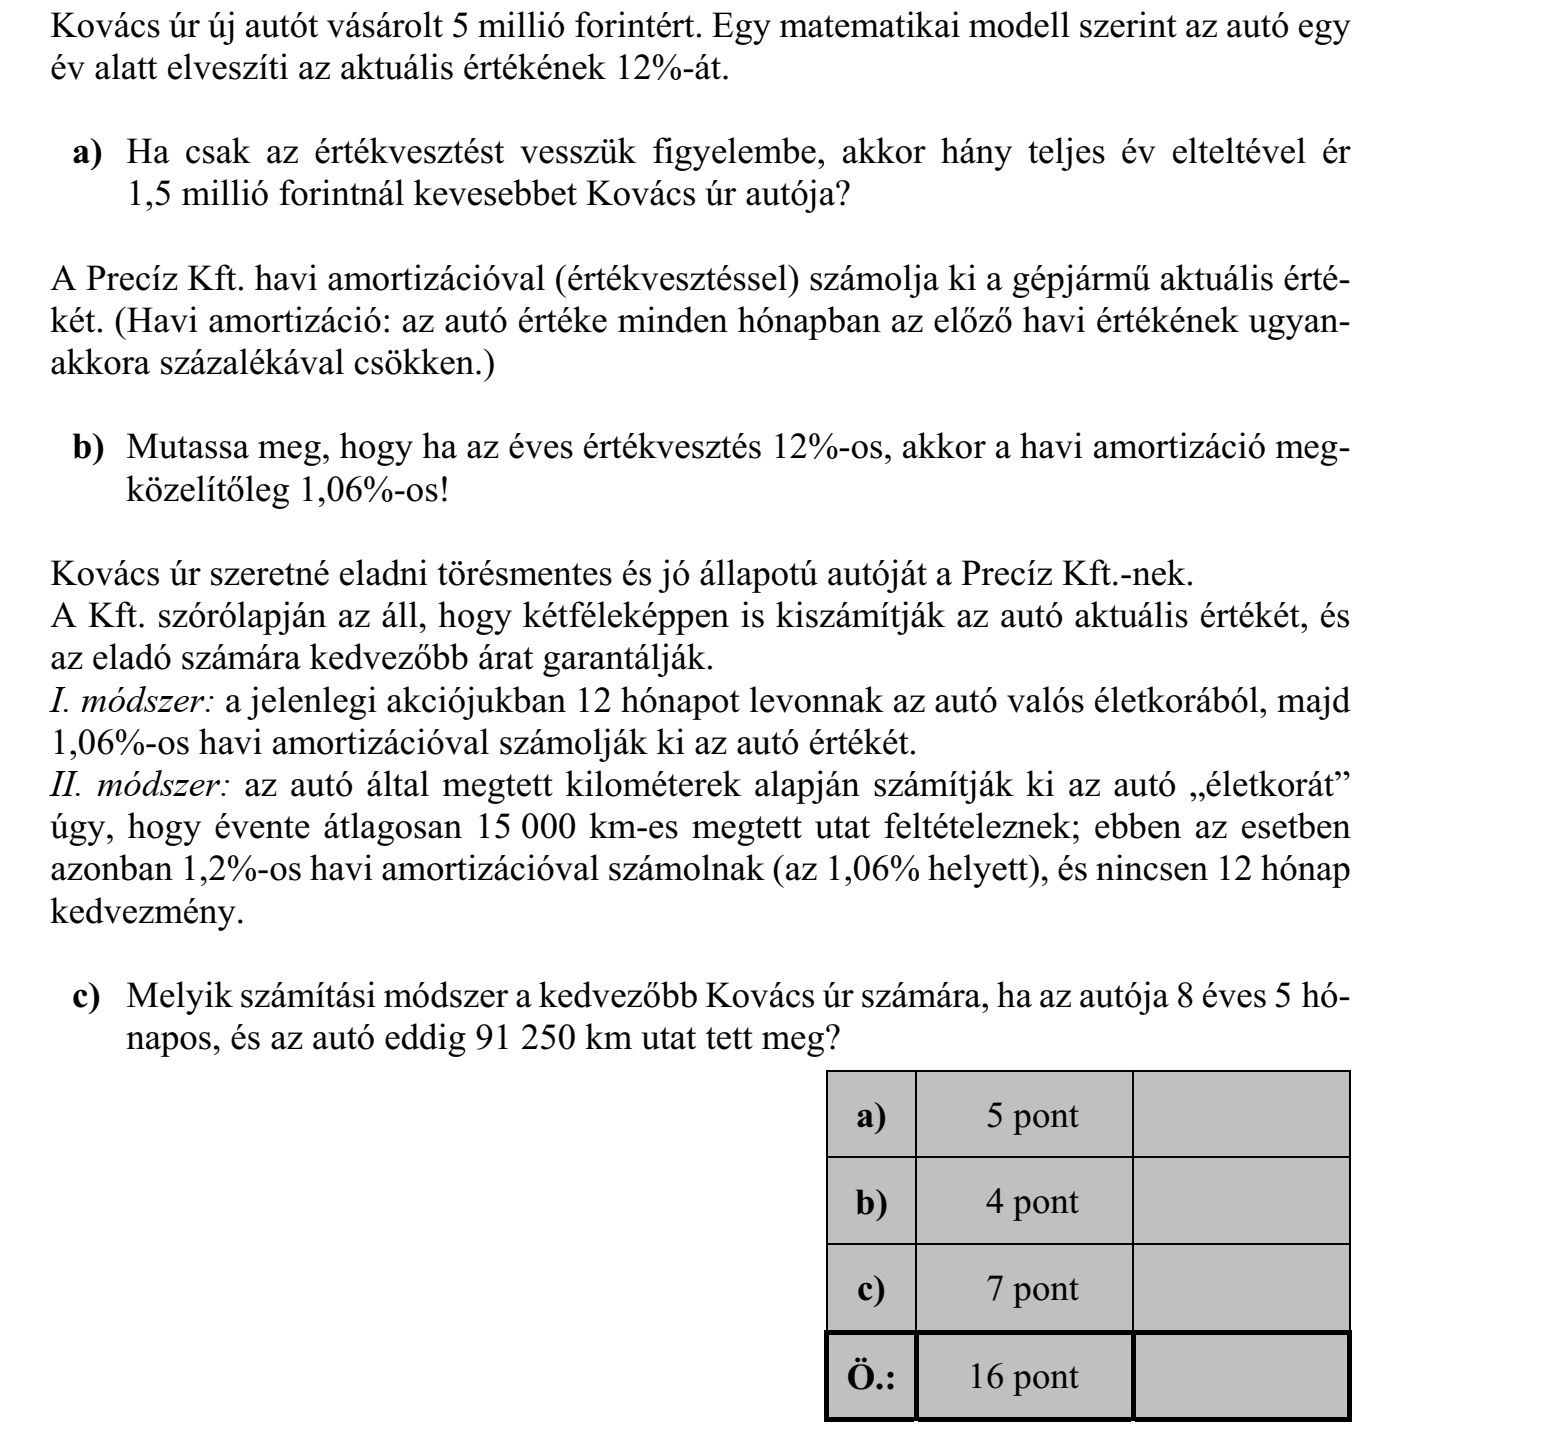 Kovács úr új autót vásárolt 5 millió forintért. Egy matematikai modell szerint az autó egy
év alatt elveszíti az aktuális értékének 12%-át.
a) Ha csak az értékvesztést vesszük figyelembe, akkor hány teljes év elteltével ér
1,5 millió forintnál kevesebbet Kovács úr autója?
A Precíz Kft. havi amortizációval (értékvesztéssel) számolja ki a gépjármű aktuális érté-
két. (Havi amortizáció: az autó értéke minden hónapban az előző havi értékének ugyan-
akkora százalékával csökken.)
b) Mutassa meg, hogy ha az éves értékvesztés 12%-os, akkor a havi amortizáció meg-
közelítőleg 1,06%-os!
Kovács úr szeretné eladni törésmentes és jó állapotú autóját a Precíz Kft.-nek.
A Kft. szórólapján az áll, hogy kétféleképpen is kiszámítják az autó aktuális értékét, és
az eladó számára kedvezőbb árat garantálják.
I. módszer: a jelenlegi akciójukban 12 hónapot levonnak az autó valós életkorából, majd
1,06%-os havi amortizációval számolják ki az autó értékét.
II. módszer: az autó által megtett kilométerek alapján számítják ki az autó „életkorát”
úgy, hogy évente átlagosan 15 000 km-es megtett utat feltételeznek; ebben az esetben
azonban 1,2%-os havi amortizációval számolnak (az 1,06% helyett), és nincsen 12 hónap
kedvezmény.
c) Melyik számítási módszer a kedvezőbb Kovács úr számára, ha az autója 8 éves 5 hó-
napos, és az autó eddig 91 250 km utat tett meg?
a) 5 pont
b) 4 pont
c) 7 pont
Ö.: 16 pont